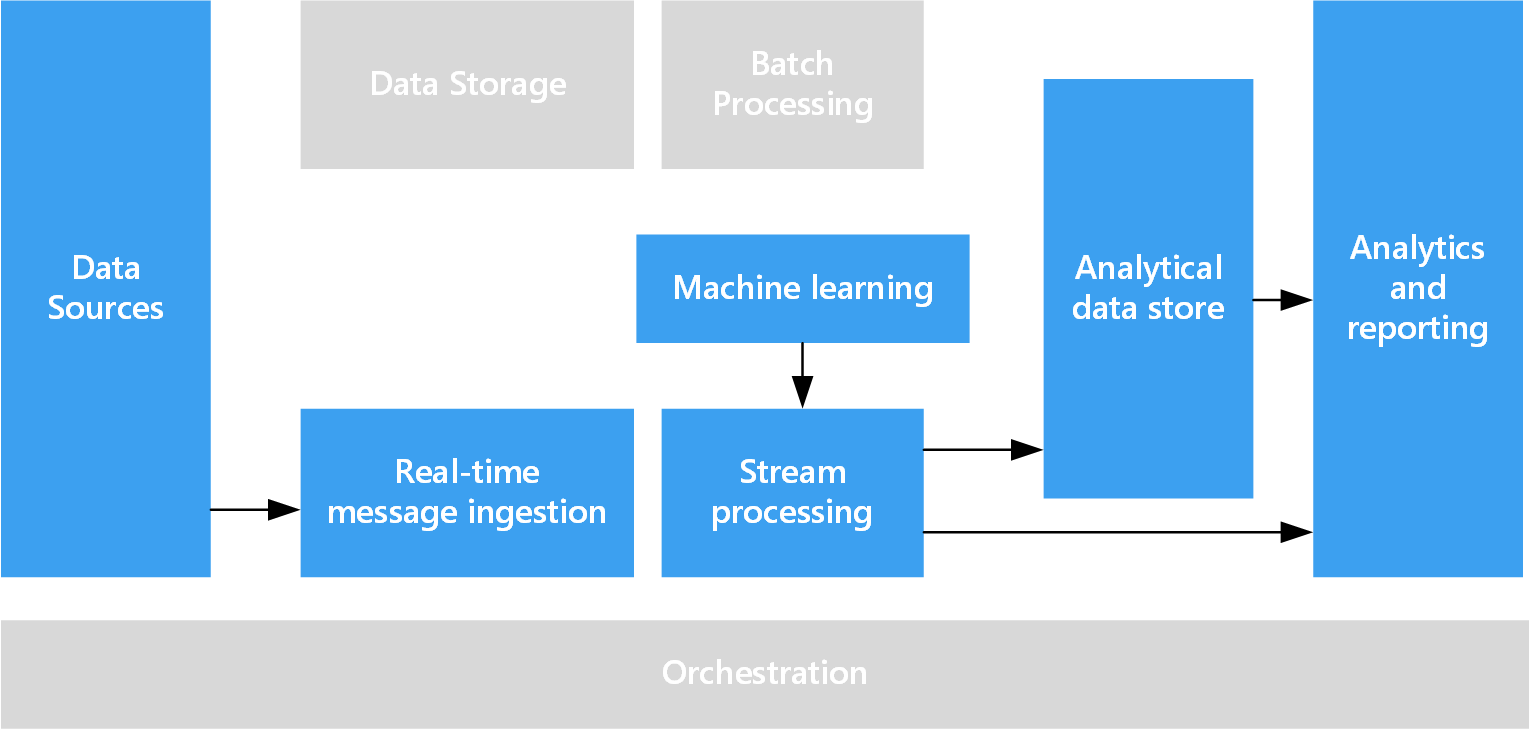 Data
Sources
Data Storage
Batch
Processing
Machine learning
Real-time
message ingestion
Stream
processing
Analytical
data store
Analytics
and
reporting
Orchestration